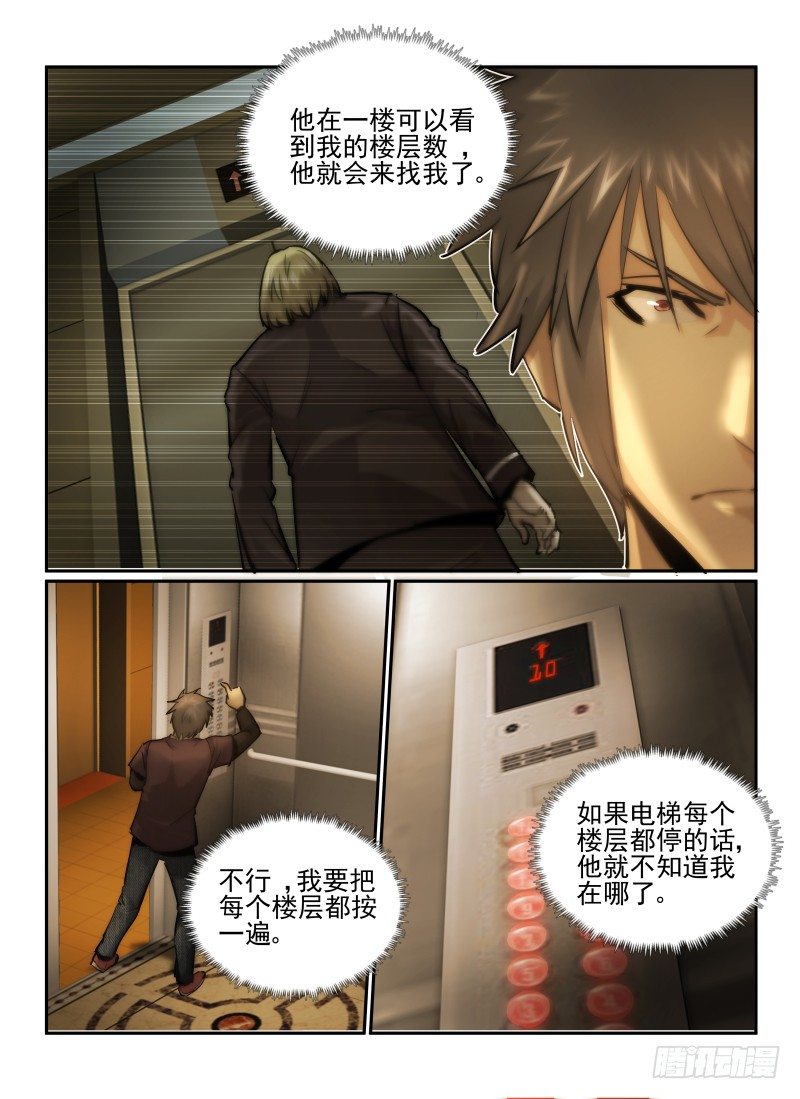 他在一楼可以看
到我的楼层数，
他就会来找我了。
不行，我要把
每个楼层都按
一遍。
10
如果电梯每个
楼层都停的话,
他就不知道我
在哪了。
腾讯动漫